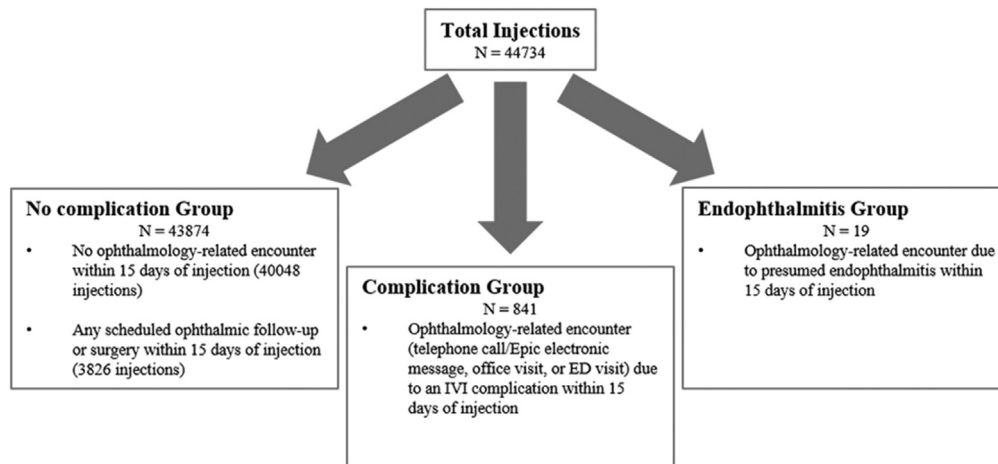 Total Injections
N = 44734
No complication Group
N = 43874
• No ophthalmology-related encounter
within 15 days of injection (40048
injections)
• Any scheduled ophthalmic follow-up
or surgery within 15 days of injection
(3826 injections)
Complication Group
N = 841
• Ophthalmology-related encounter
(telephone call/Epic electronic
message, office visit, or ED visit) due
to an IVI complication within 15
days of injection
Endophthalmitis Group
N = 19
• Ophthalmology-related encounter due
to presumed endophthalmitis within
15 days of injection